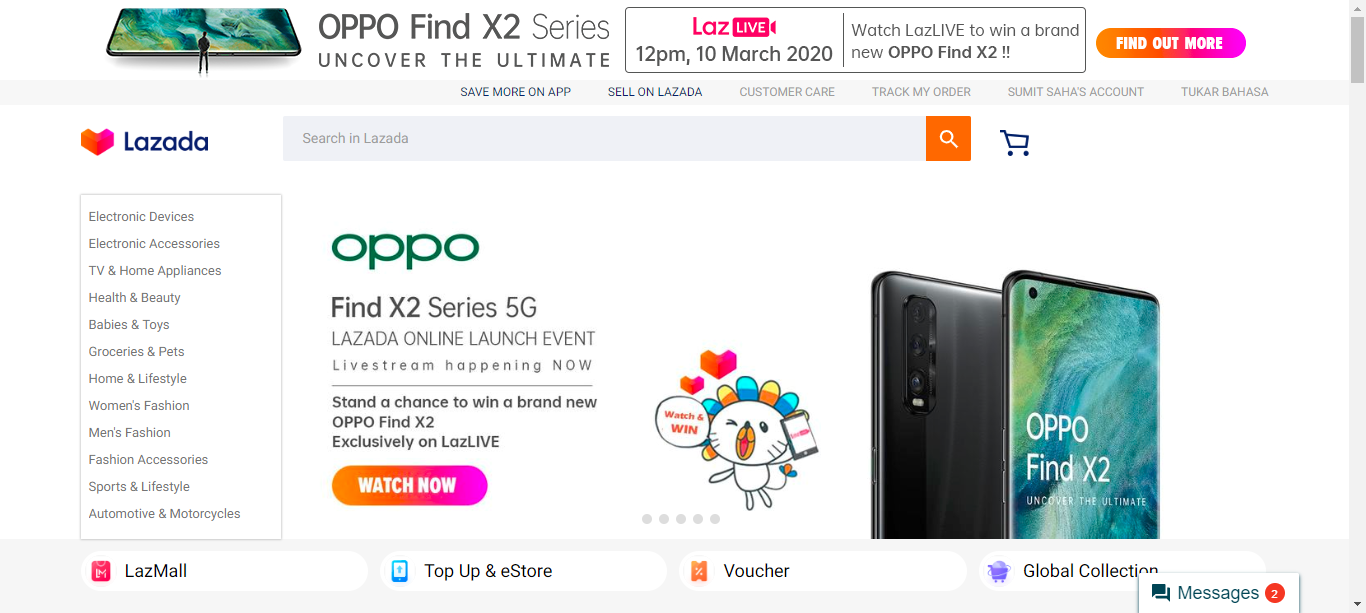 OPPO Find X2 Series
UNCOVER THE ULTIMATE
Laz LIVE
12pm, 10 March 2020
Watch LazLIVE to win a brand
new OPPO Find X2 !!
FIND OUT MORE
SAVE MORE ON APP
SELL ON LAZADA
CUSTOMER CARE
TRACK MY ORDER
SUMIT SAHA'S ACCOUNT
TUKAR BAHASA
Lazada
Search in Lazada
Electronic Devices
Electronic Accessories
TV & Home Appliances
Health & Beauty
Babies & Toys
Groceries & Pets
Home & Lifestyle
Women's Fashion
Men's Fashion
Fashion Accessories
Sports & Lifestyle
Automotive & Motorcycles
oppo
Find X2 Series 5G
LAZADA ONLINE LAUNCH EVENT
Livestream happening NOW
Stand a chance to win a brand new
OPPO Find X2
Exclusively on LazLIVE
WATCH NOW
Watch &
WIN
OPPO
Find X2
UNCOVER THE ULTIMATE
LazMall
Top Up & eStore
Voucher
Global Collection
Messages 2